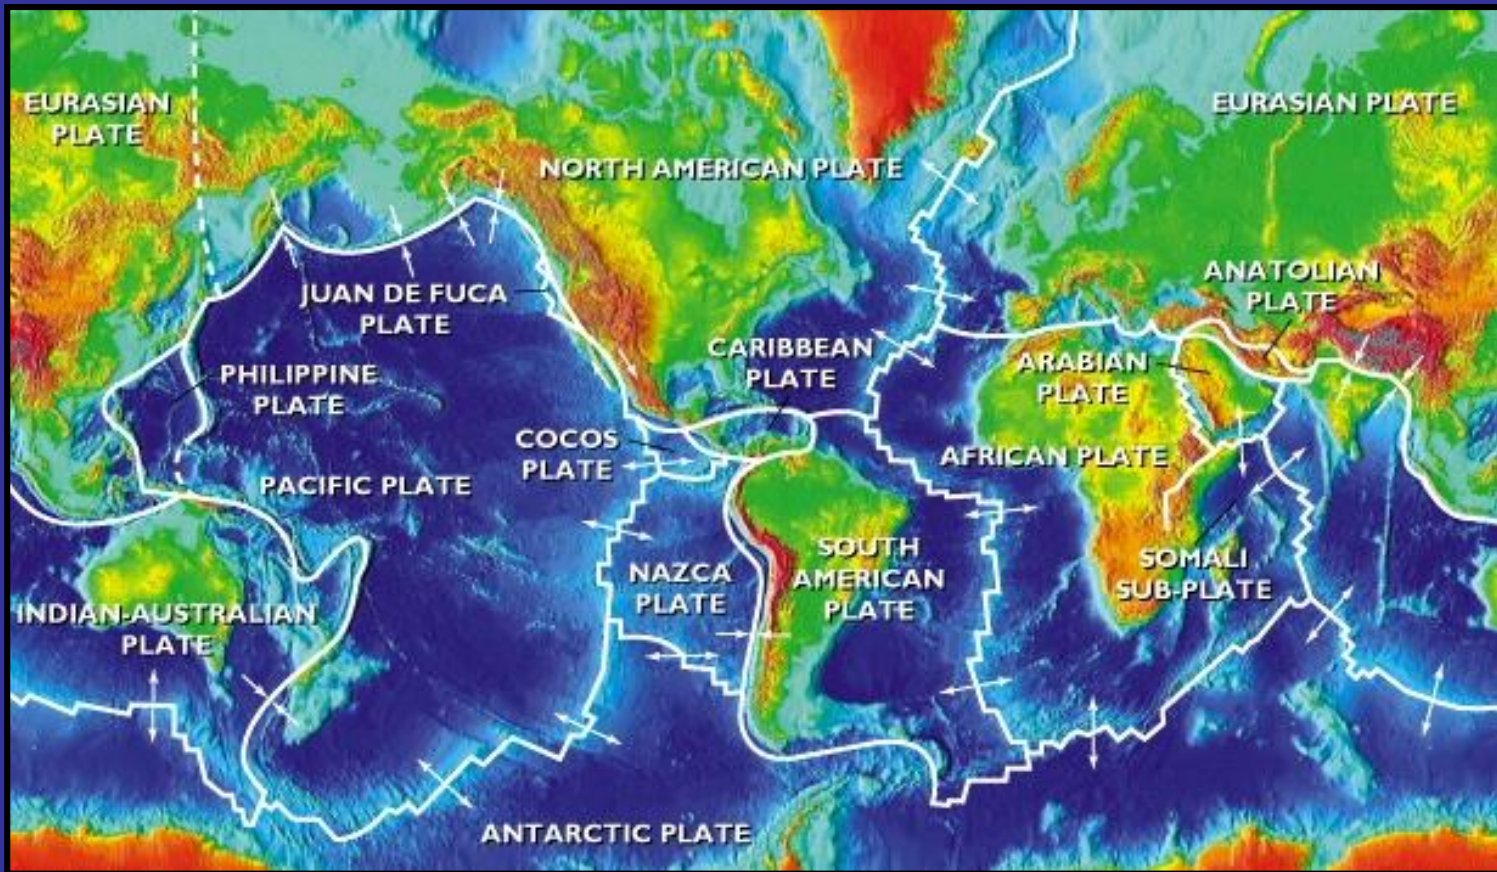 EURASIAN
PLATE
EURASIAN PLATE
NORTH AMERICAN PLATE
ANATOLIAN
PLATE
JUAN DE FUCA
PLATE
CARIBBEAN
PLATE
ARABIAN
PLATE
PHILIPPINE
PLATE
COCOS
PLATE
AFRICAN PLATE
PACIFIC PLATE
SOUTH
AMERICAN
PLATE
NAZCA
PLATE
SOMALI
SUB-PLATE
INDIAN-AUSTRALIAN
PLATE
ANTARCTIC PLATE